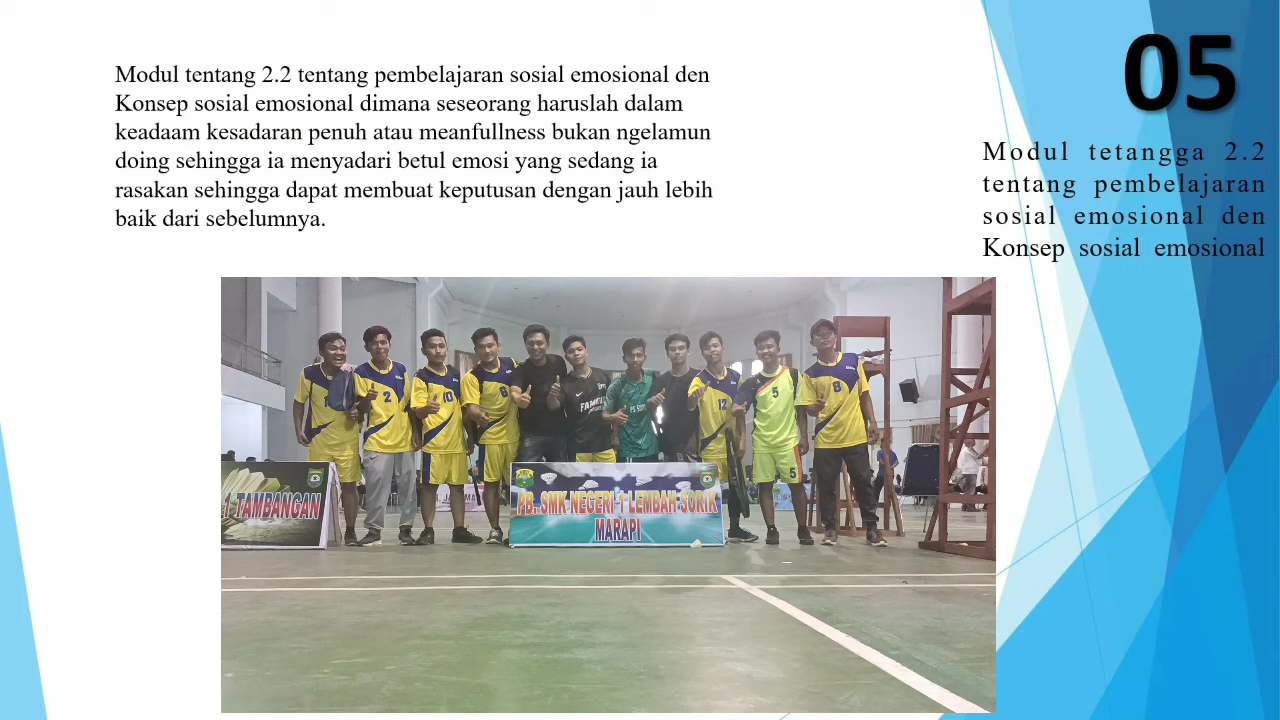 Modul tentang 2.2 tentang pembelajaran sosial emosional den
Konsep sosial emosional dimana seseorang haruslah dalam
keadaam kesadaran penuh atau meanfullness bukan ngelamun
doing sehingga ia menyadari betul emosi yang sedang ia
rasakan sehingga dapat membuat keputusan dengan jauh lebih
baik dari sebelumnya.
05
Modul tetangga 2.2
tentang pembelajaran
sosial emosional den
Konsep sosial emosional
2
10
8
12
5
5
8
1 TAMBANGAN
PB. SMK NEGERI 1 LEMBAH SORIK
MARAPI